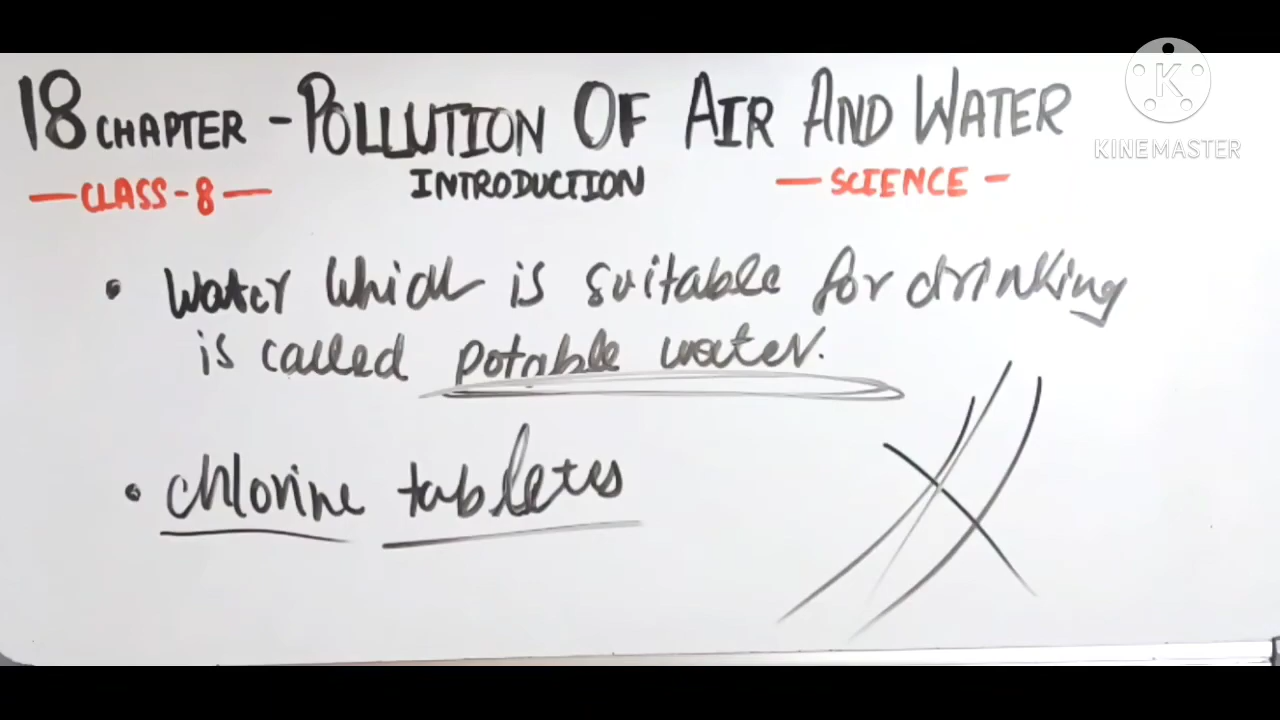 18 CHAPTER - POLLUTION OF AIR AND WATER
K
KINEMASTER
— CLASS-8 — INTRODUCTION — SCIENCE -
• Water which is suitable for drinking
is called potable water.
• chlorine tablets